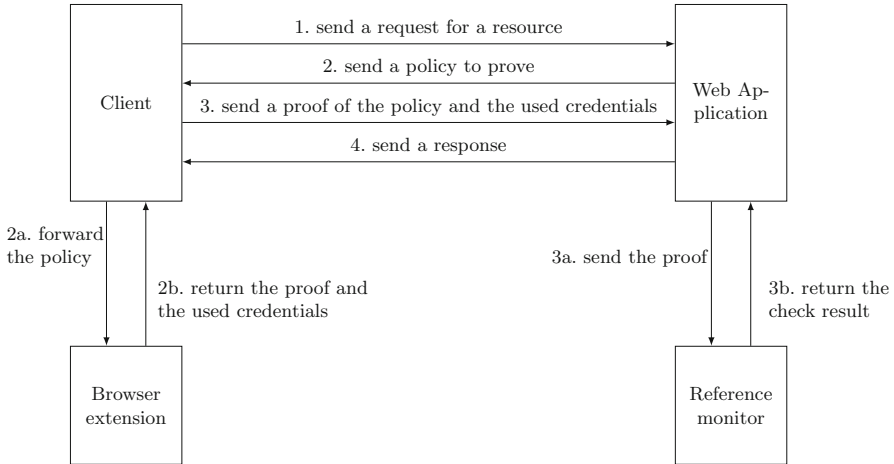 1. send a request for a resource
2. send a policy to prove
Client
Web Ap-
plication
3. send a proof of the policy and the used credentials
4. send a response
2a. forward
the policy
3a. send the proof
2b. return the proof and
the used credentials
3b. return the
check result
Browser
extension
Reference
monitor